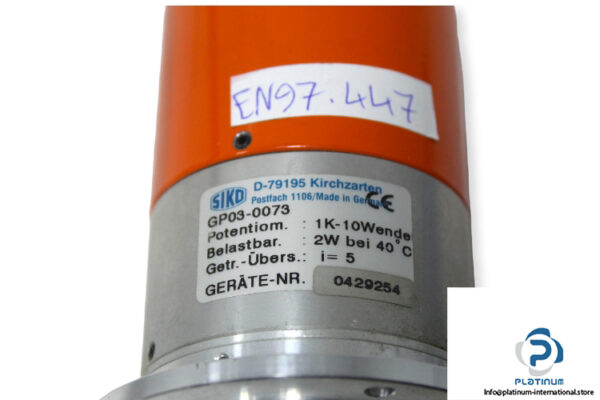 EN97.447
SIKO
D-79195 Kirchzarten
Postfach 1106/Made in Germany
CE
GP03-0073
Potentiom. : 1K-10Wende
Belastbar. : 2W bei 40°C
Getr.-Übers.: i= 5
GERÄTE-NR. 0429254
PLATINUM
Info@platinum-international.store